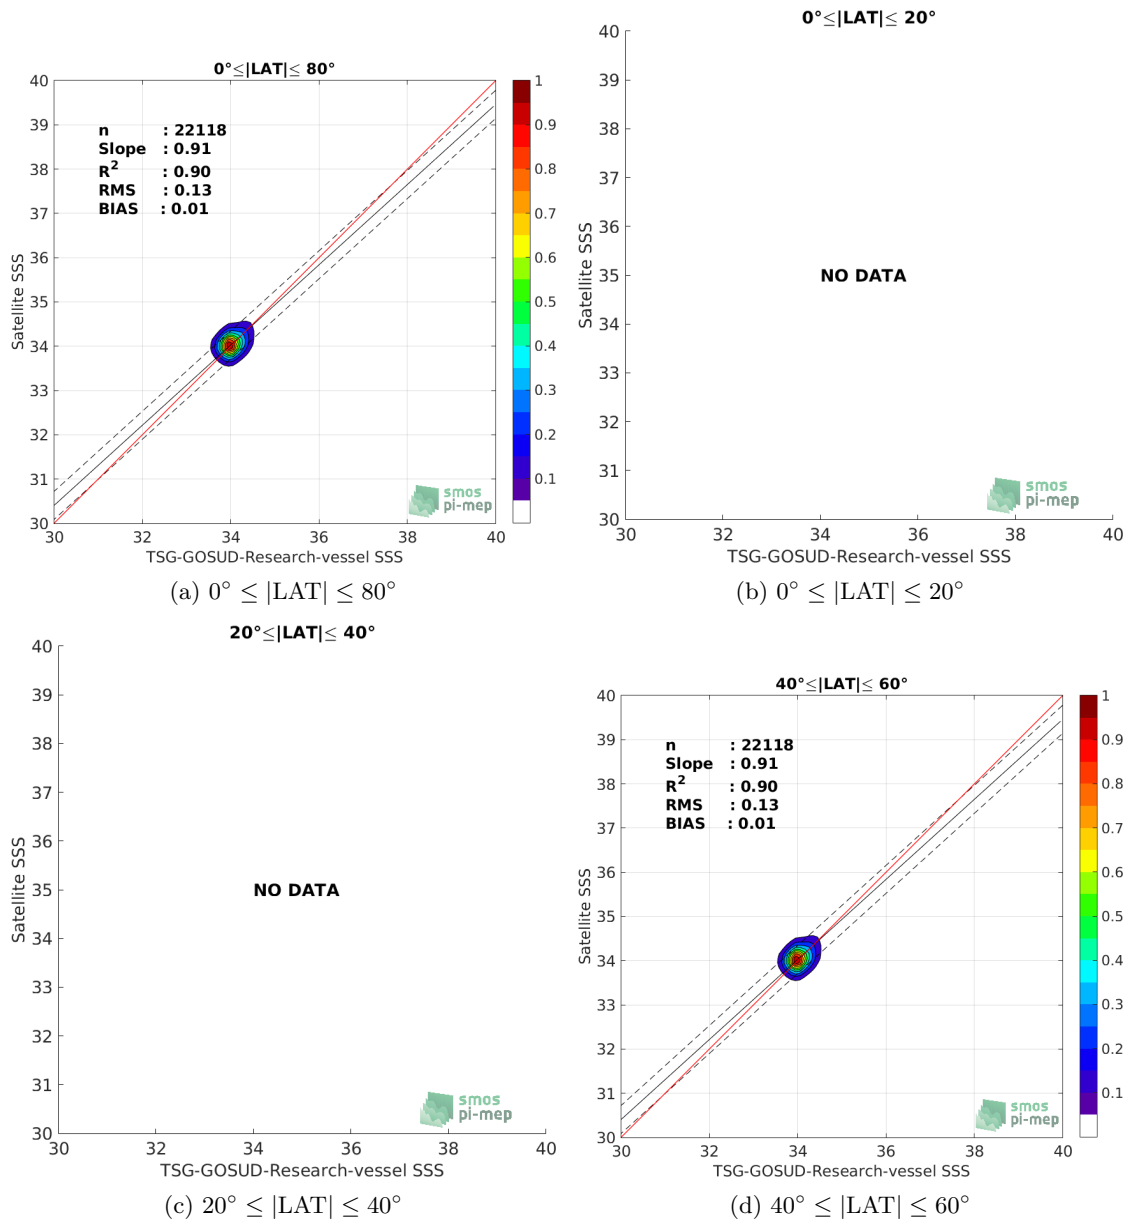 0°≤|LAT|≤ 80°
n : 22118
Slope : 0.91
R² : 0.90
RMS : 0.13
BIAS : 0.01
Satellite SSS
40
39
38
37
36
35
34
33
32
31
30
30 32 34 36 38 40
TSG-GOSUD-Research-vessel SSS
1
0.9
0.8
0.7
0.6
0.5
0.4
0.3
0.2
0.1
smos
pi-mep
(a) 0° ≤ |LAT| ≤ 80°
0°≤|LAT|≤ 20°
Satellite SSS
40
39
38
37
36
35
34
33
32
31
30
NO DATA
30 32 34 36 38 40
TSG-GOSUD-Research-vessel SSS
smos
pi-mep
(b) 0° ≤ |LAT| ≤ 20°
20°≤|LAT|≤ 40°
Satellite SSS
40
39
38
37
36
35
34
33
32
31
30
NO DATA
30 32 34 36 38 40
TSG-GOSUD-Research-vessel SSS
smos
pi-mep
(c) 20° ≤ |LAT| ≤ 40°
40°≤|LAT|≤ 60°
n : 22118
Slope : 0.91
R² : 0.90
RMS : 0.13
BIAS : 0.01
Satellite SSS
40
39
38
37
36
35
34
33
32
31
30
30 32 34 36 38 40
TSG-GOSUD-Research-vessel SSS
1
0.9
0.8
0.7
0.6
0.5
0.4
0.3
0.2
0.1
smos
pi-mep
(d) 40° ≤ |LAT| ≤ 60°